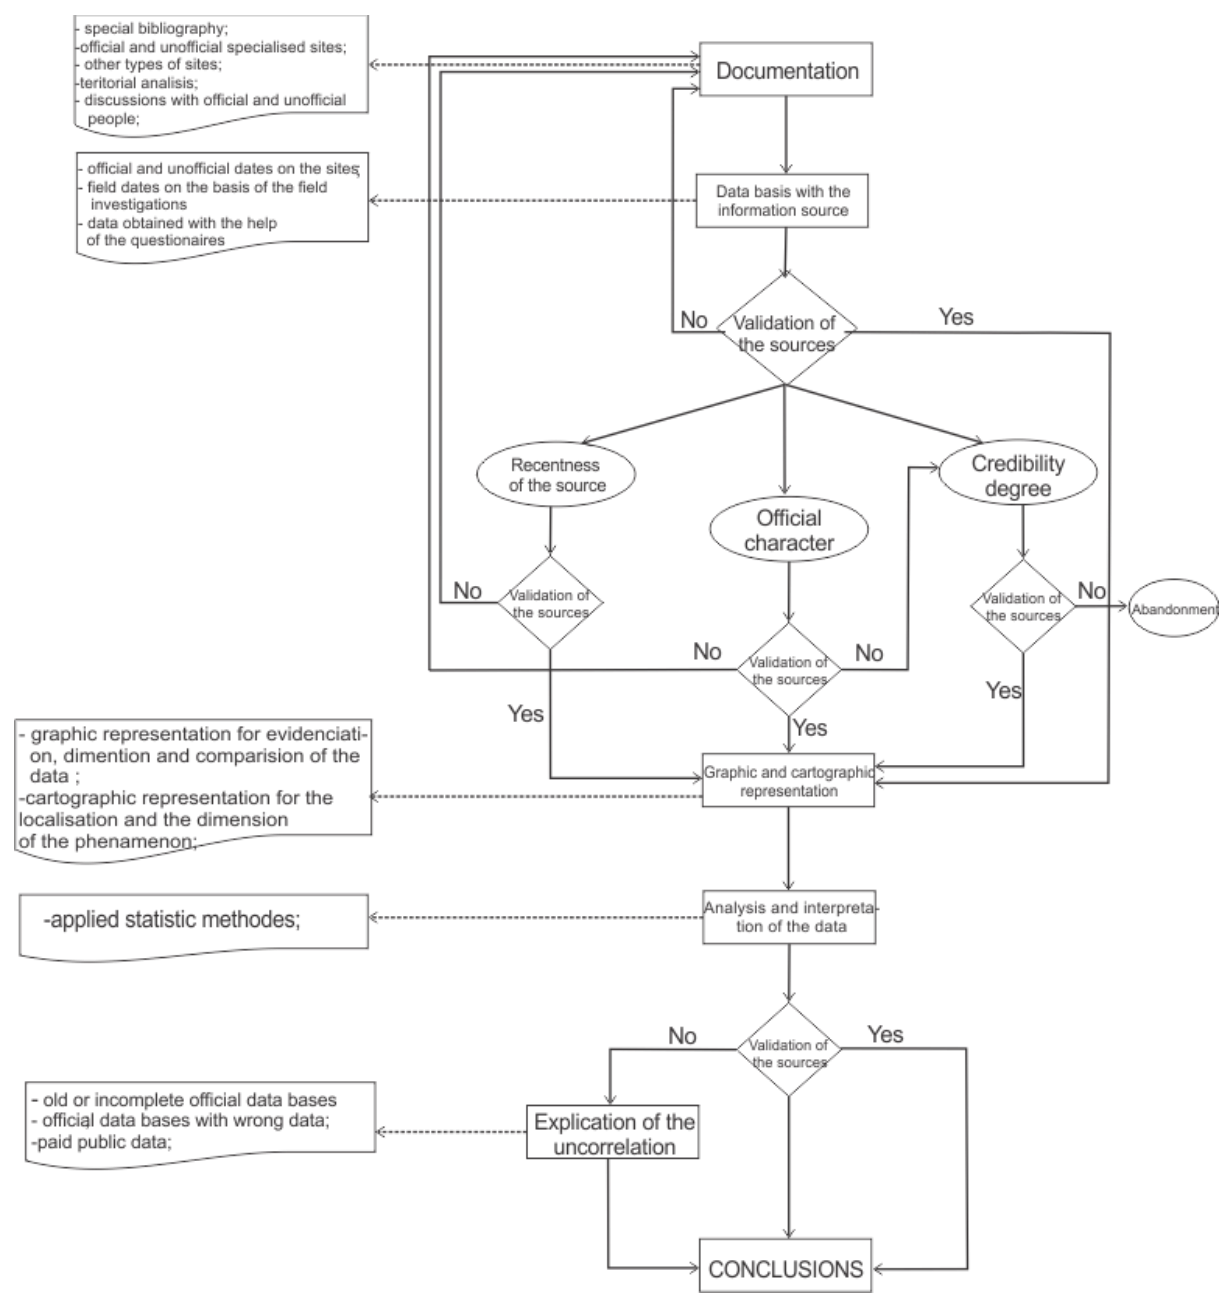 - special bibliography;
-official and unofficial specialised sites;
- other types of sites;
-teritorial analisis;
- discussions with official and unofficial
people;
Documentation
- official and unofficial dates on the sites;
- field dates on the basis of the field
investigations
- data obtained with the help
of the questionaires
Data basis with the
information source
No
Validation of
the sources
Yes
Recentness
of the source
Official
character
Credibility
degree
No
Validation of
the sources
Yes
No
Validation of
the sources
No
Yes
Validation of
the sources
No
Yes
Abandonment
- graphic representation for evidenciati-
on, dimention and comparision of the
data ;
-cartographic representation for the
localisation and the dimension
of the phenamenon;
Graphic and cartographic
representation
-applied statistic methodes;
Analysis and interpreta-
tion of the data
No
Validation of
the sources
Yes
- old or incomplete official data bases
- official data bases with wrong data;
-paid public data;
Explication of the
uncorrelation
CONCLUSIONS